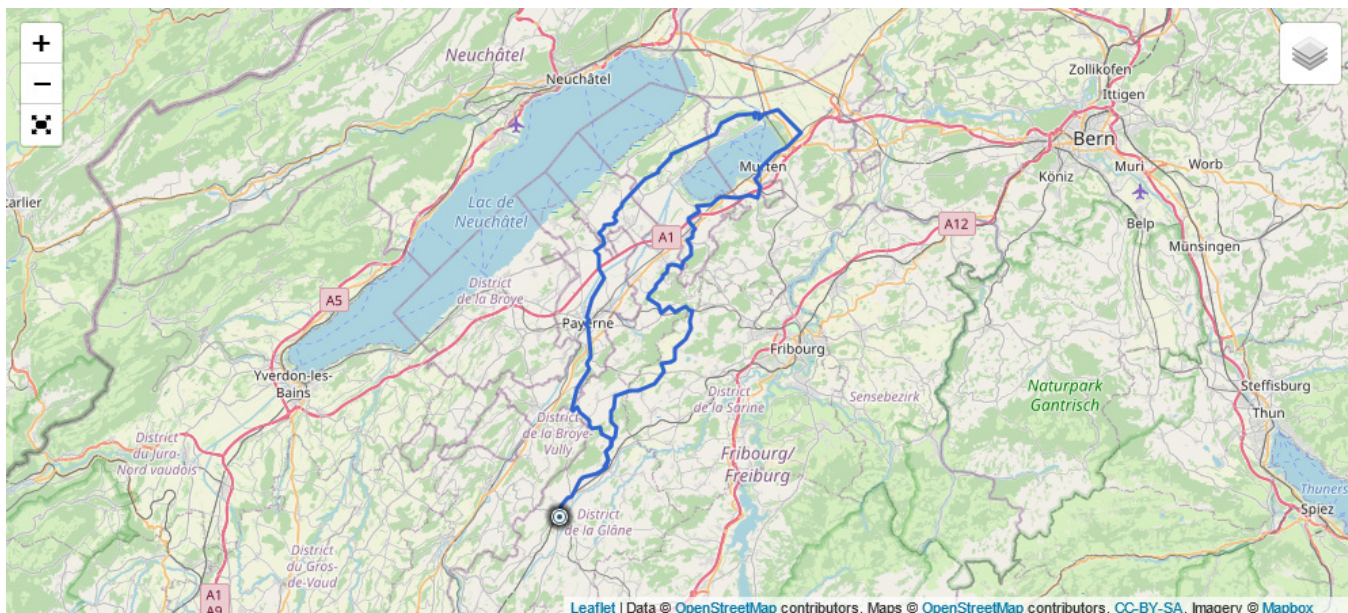 +
−
Neuchâtel
Neuchâtel
Zollikofen
Ittigen
Bern
Muri
Worb
Köniz
Belp
Münsingen
Murten
arlier
Lac de
Neuchâtel
A1
A12
A5
District
de la Broye
Payerne
Fribourg
Yverdon-les-
Bains
District
de la Sarine
Sensebezirk
Naturpark
Gantrisch
Steffisburg
Thun
District
du Jura-
Nord vaudois
District
de la Broye-
Vully
Fribourg/
Freiburg
Thuners
Spiez
District
de la Glâne
District
du Gros-
de-Vaud
A1
A9
Leaflet | Data © OpenStreetMap contributors, Maps © OpenStreetMap contributors, CC-BY-SA, Imagery © Mapbox